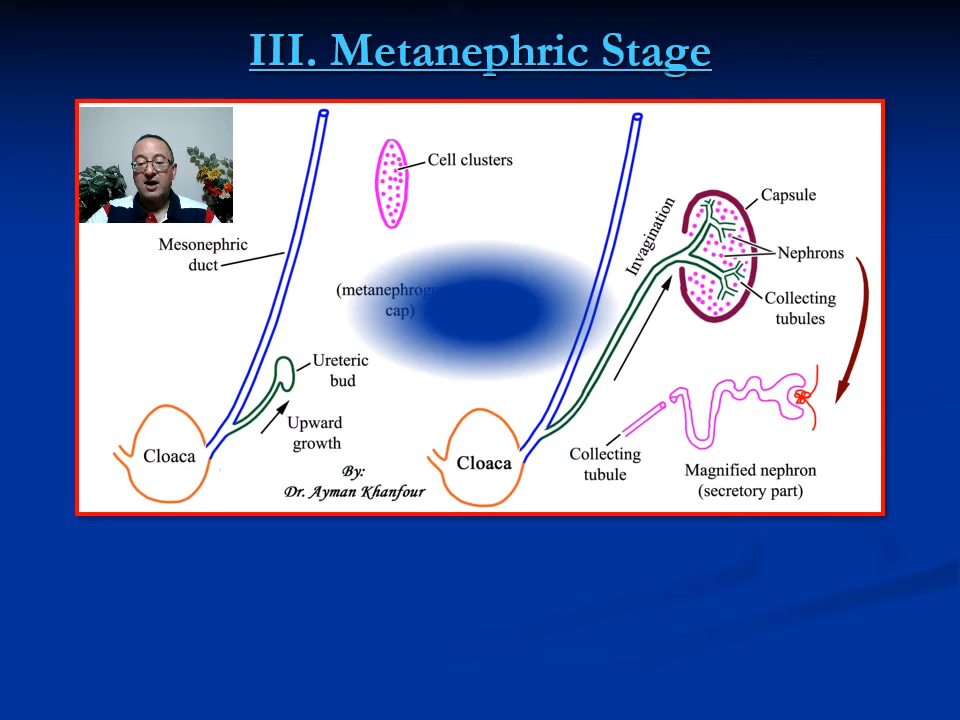 III. Metanephric Stage
Cell clusters
Mesonephric
duct
cap)
Ureteric
bud
Upward
growth
Cloaca
By:
Dr. Ayman Khanfour
Invagination
Capsule
Nephrons
Collecting
tubules
Cloaca
Collecting
tubule
Magnified nephron
(secretory part)